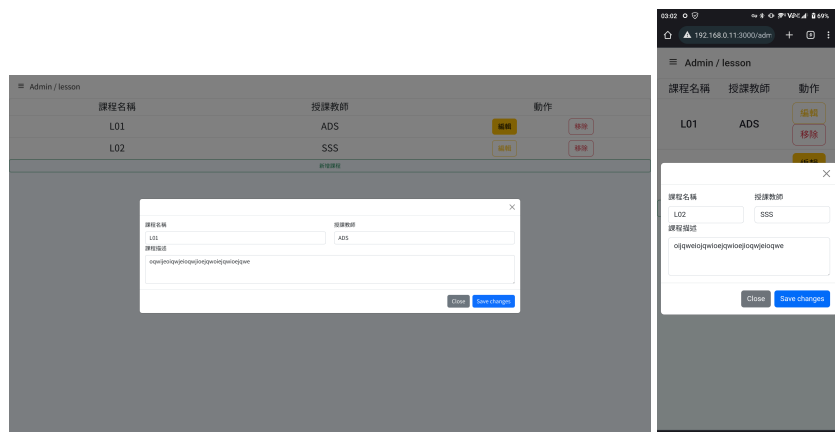 Admin / lesson
課程名稱 授課教師 動作
L01 ADS 編輯 移除
L02 SSS 編輯 移除
新增課程
課程名稱 授課教師
L01 ADS
課程描述
oqwijeoiqwjeioqwjioejqwoiejqwioejqwe
Close Save changes
03:02 69%
192.168.0.11:3000/adm
Admin / lesson
課程名稱 授課教師 動作
L01 ADS 編輯
移除
編輯
課程名稱 授課教師
L02 SSS
課程描述
oijqweiojqwioejqwioejioqwjeioqwe
Close Save changes